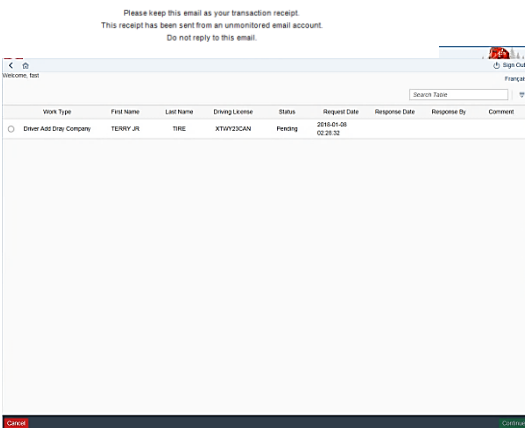 Please keep this email as your transaction receipt.
This receipt has been sent from an unmonitored email account.
Do not reply to this email.
Sign Out
Welcome, fast
Français
Search Table
Work Type First Name Last Name Driving License Status Request Date Response Date Response By Comment
Driver Add Dray Company TERRY JR TIRE XTWY23CAN Pending 2018-01-08
02:28:32
Cancel Continue